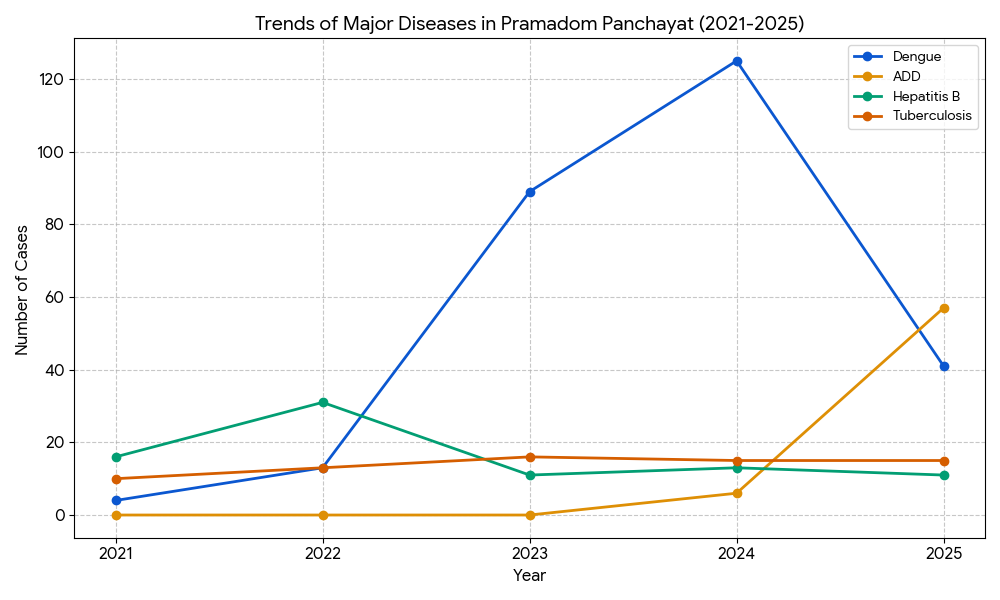 Trends of Major Diseases in Pramadom Panchayat (2021-2025)
Dengue
ADD
Hepatitis B
Tuberculosis
Number of Cases
120
100
80
60
40
20
0
2021 2022 2023 2024 2025
Year